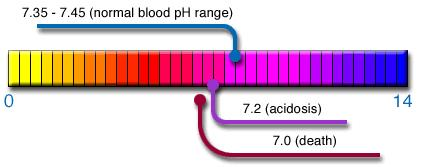 7.35 - 7.45 (normal blood pH range)
0
14
7.2 (acidosis)
7.0 (death)